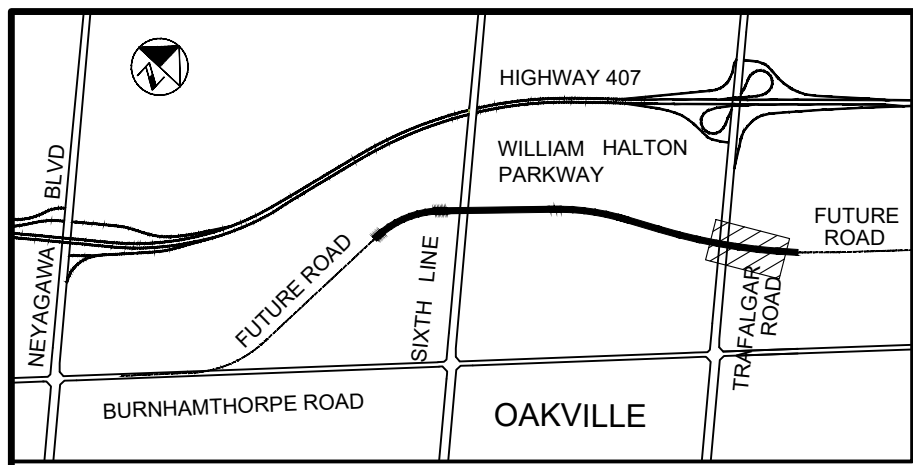 HIGHWAY 407
WILLIAM HALTON
PARKWAY
NEYAGAWA BLVD
FUTURE ROAD
SIXTH LINE
FUTURE
ROAD
TRAFALGAR
ROAD
BURNHAMTHORPE ROAD
OAKVILLE